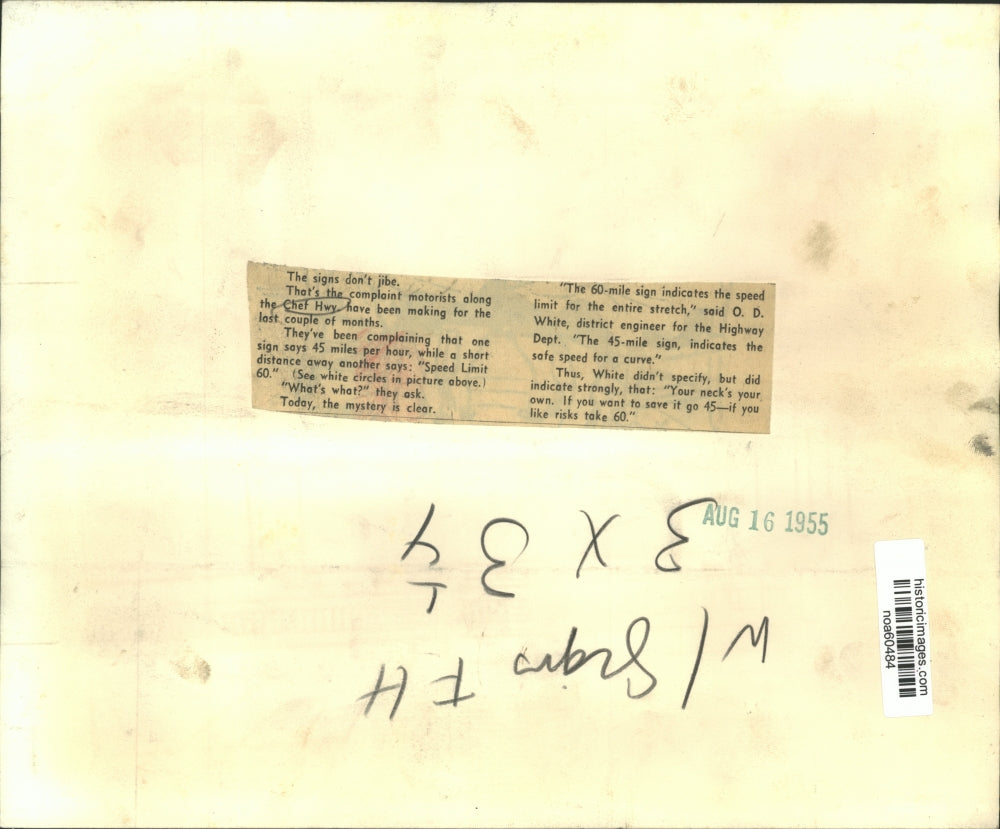 The signs don't jibe.
That's the complaint motorists along
the Chef Hwy. have been making for the
last couple of months.
They've been complaining that one
sign says 45 miles per hour, while a short
distance away another says: "Speed Limit
60." (See white circles in picture above.)
"What's what?" they ask.
Today, the mystery is clear.
"The 60-mile sign indicates the speed
limit for the entire stretch," said O. D.
White, district engineer for the Highway
Dept. "The 45-mile sign, indicates the
safe speed for a curve."
Thus, White didn't specify, but did
indicate strongly, that: "Your neck's your
own. If you want to save it go 45—if you
like risks take 60."
AUG 16 1955
3 X 3 1/4
W/ Signs FH
historicimages.com
noa60484